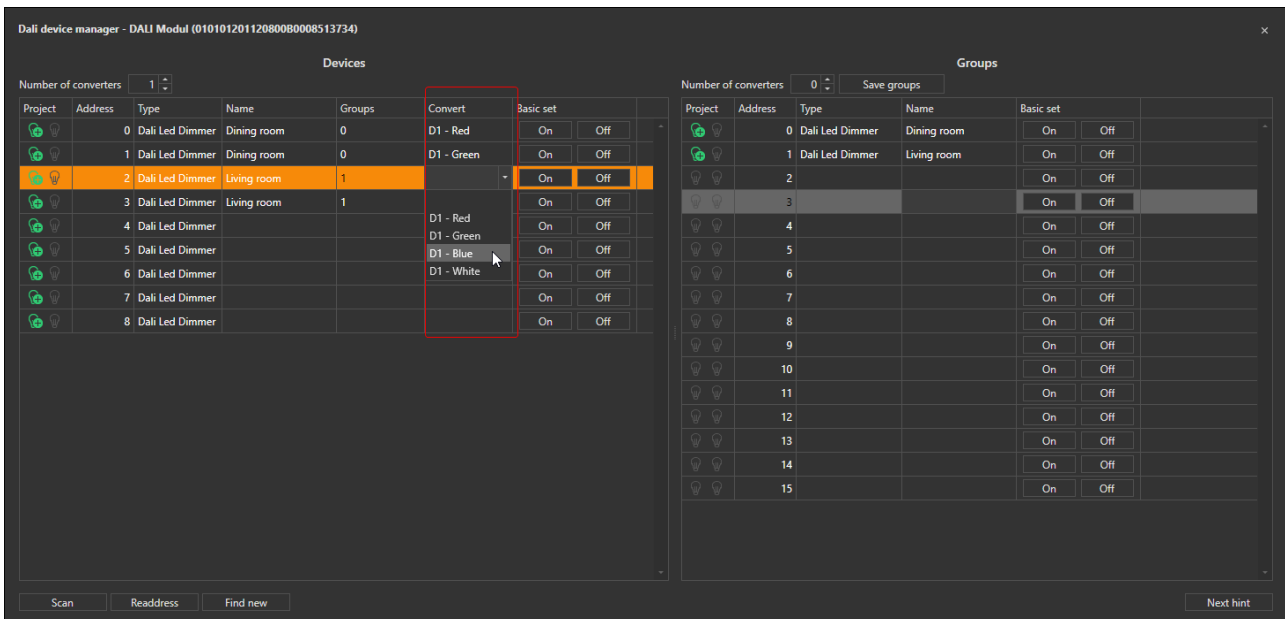 Dali device manager - DALI Modul (010101201120800B0008513734)
Devices
Number of converters 1
Project Address Type Name Groups Convert Basic set
0 Dali Led Dimmer Dining room 0 D1 - Red On Off
1 Dali Led Dimmer Dining room 0 D1 - Green On Off
2 Dali Led Dimmer Living room 1 On Off
3 Dali Led Dimmer Living room 1 On Off
4 Dali Led Dimmer On Off
5 Dali Led Dimmer On Off
6 Dali Led Dimmer On Off
7 Dali Led Dimmer On Off
8 Dali Led Dimmer On Off
D1 - Red
D1 - Green
D1 - Blue
D1 - White
Scan Readdress Find new
Groups
Number of converters 0 Save groups
Project Address Type Name Basic set
0 Dali Led Dimmer Dining room On Off
1 Dali Led Dimmer Living room On Off
2 On Off
3 On Off
4 On Off
5 On Off
6 On Off
7 On Off
8 On Off
9 On Off
10 On Off
11 On Off
12 On Off
13 On Off
14 On Off
15 On Off
Next hint